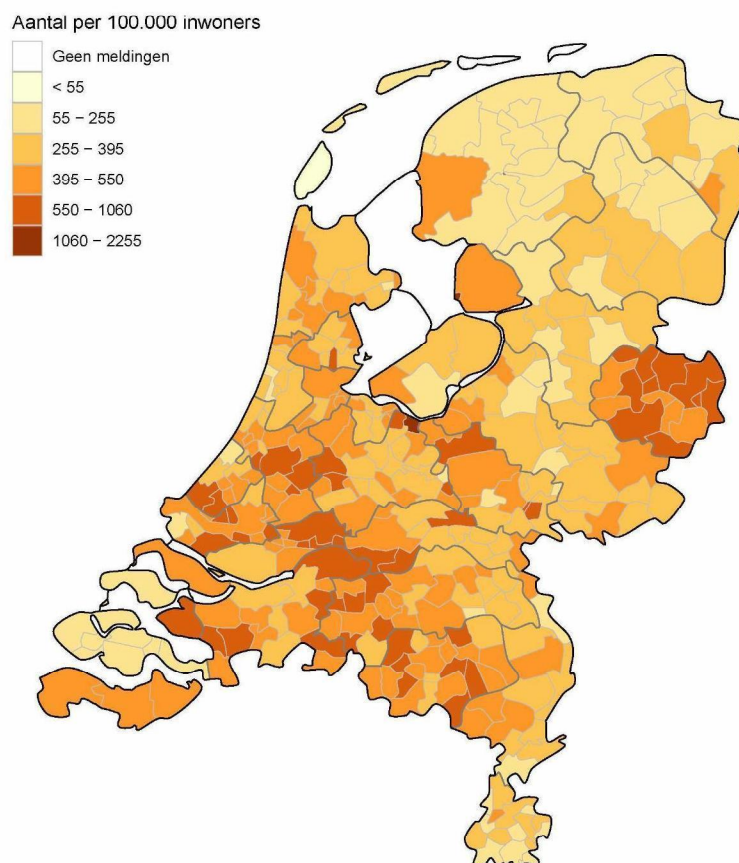 Aantal per 100.000 inwoners
Geen meldingen
< 55
55 – 255
255 – 395
395 – 550
550 – 1060
1060 – 2255